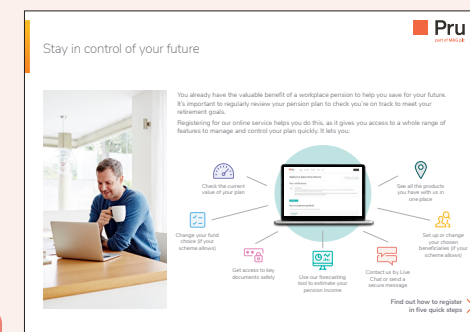 Pru
part of M&G plc
Stay in control of your future
You already have the valuable benefit of a workplace pension to help you save for your future.
It's important to regularly review your pension plan to check you're on track to meet your
retirement goals.
Registering for our online service helps you do this, as it gives you access to a whole range of
features to manage and control your plan quickly. It lets you:
Check the current
value of your plan
See all the products
you have with us in
one place
Change your fund
choice (if your
scheme allows)
Set up or change
your chosen
beneficiaries (if your
scheme allows)
Get access to key
documents safely
Use our forecasting
tool to estimate your
pension income
Contact us by Live
Chat or send a
secure message
Find out how to register
in five quick steps